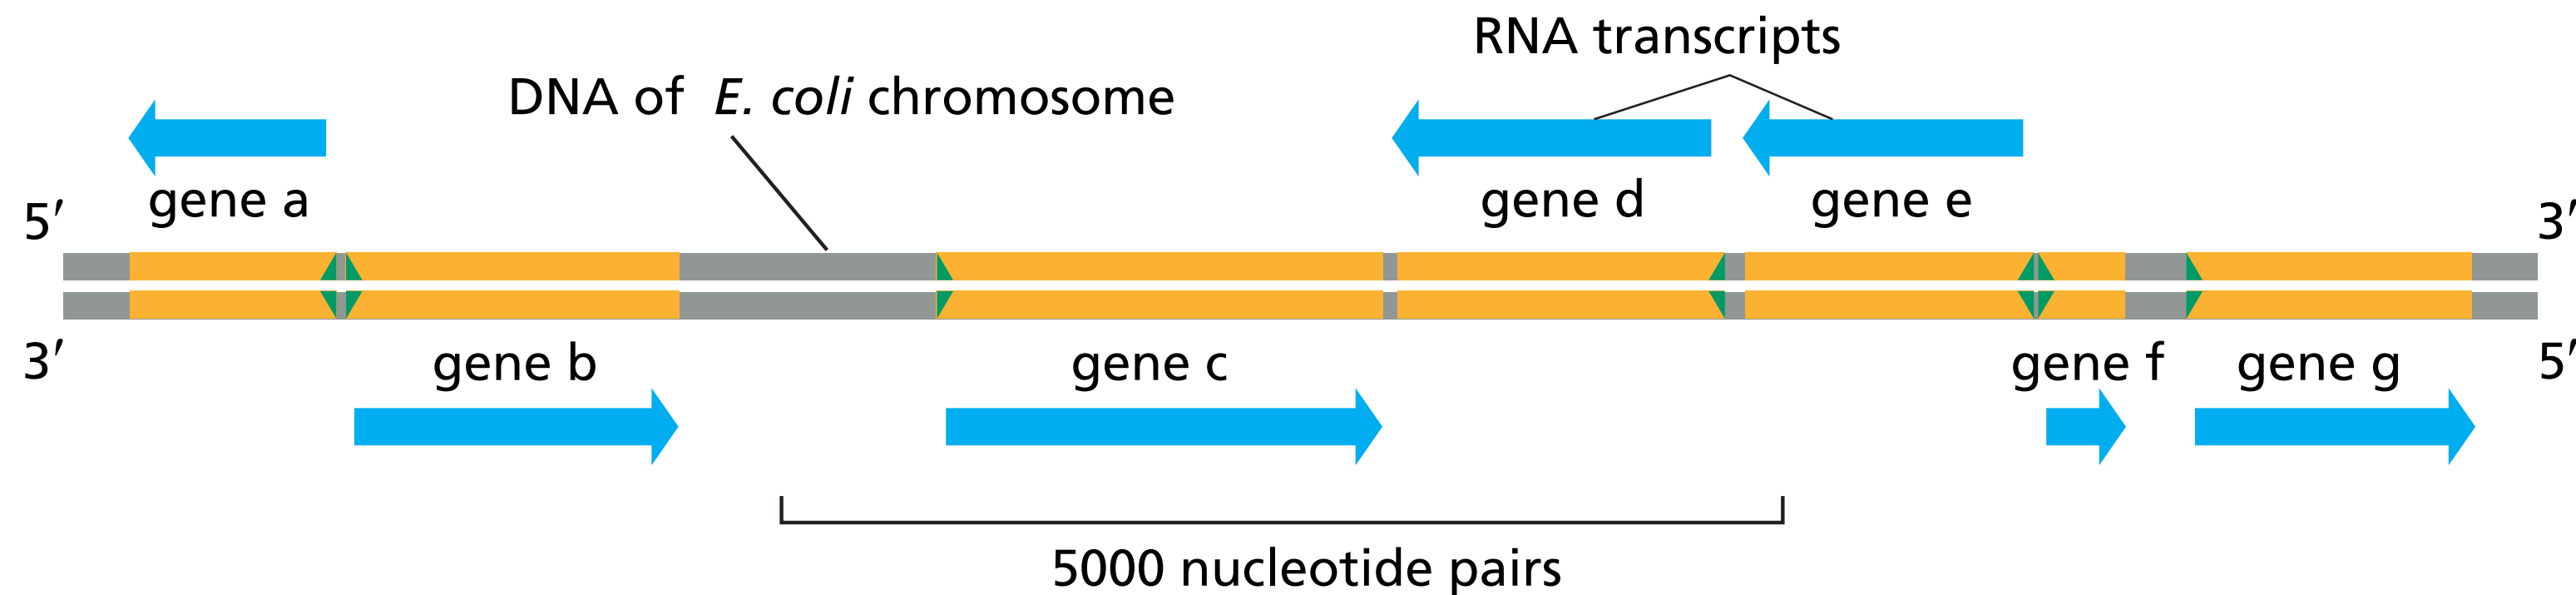 RNA transcripts
DNA of E. coli chromosome
gene a
gene d
gene e
5′
3′
3′
5′
gene b
gene c
gene f
gene g
5000 nucleotide pairs